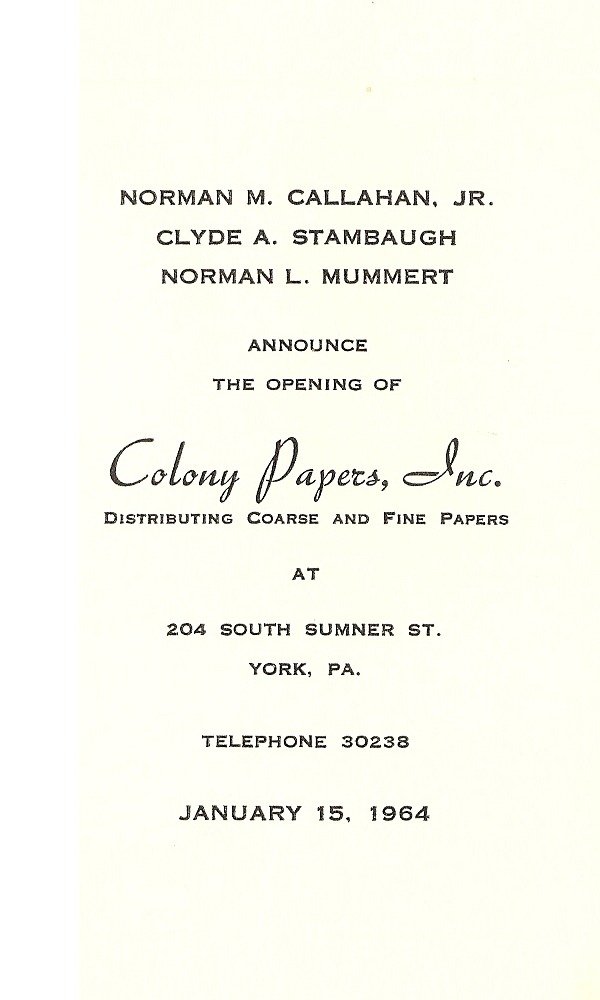 NORMAN M. CALLAHAN, JR.
CLYDE A. STAMBAUGH
NORMAN L. MUMMERT
ANNOUNCE
THE OPENING OF
Colony Papers, Inc.
DISTRIBUTING COARSE AND FINE PAPERS
AT
204 SOUTH SUMNER ST.
YORK, PA.
TELEPHONE 30238
JANUARY 15, 1964